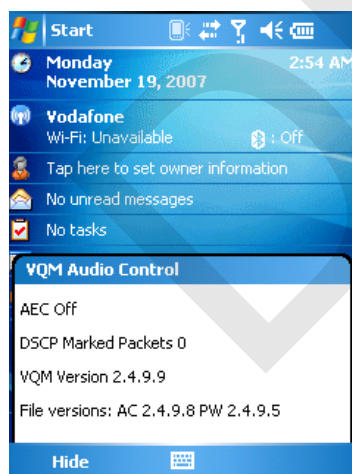 Start
Monday 2:54 AM
November 19, 2007
Vodafone
Wi-Fi: Unavailable : Off
Tap here to set owner information
No unread messages
No tasks
VQM Audio Control
AEC Off
DSCP Marked Packets 0
VQM Version 2.4.9.9
File versions: AC 2.4.9.8 PW 2.4.9.5
Hide